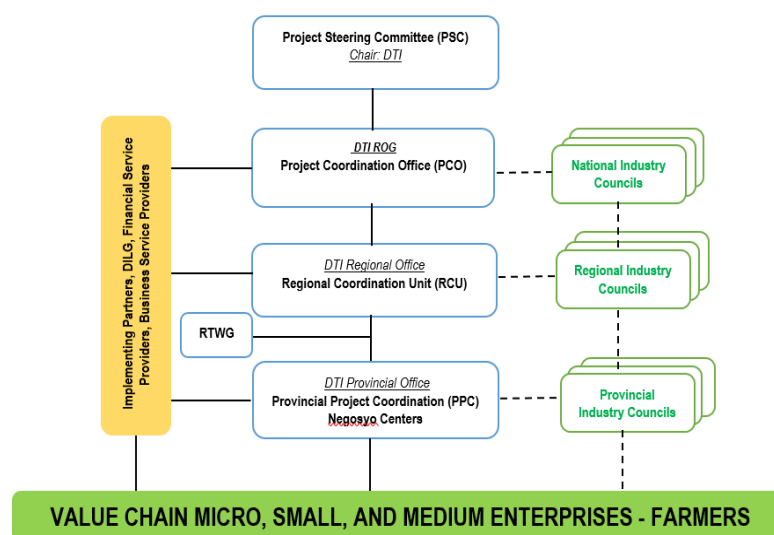 Project Steering Committee (PSC)
Chair: DTI
Implementing Partners, DILG, Financial Service
Providers, Business Service Providers
DTI ROG
Project Coordination Office (PCO)
National Industry
Councils
DTI Regional Office
Regional Coordination Unit (RCU)
Regional Industry
Councils
RTWG
DTI Provincial Office
Provincial Project Coordination (PPC)
Negosyo Centers
Provincial
Industry Councils
VALUE CHAIN MICRO, SMALL, AND MEDIUM ENTERPRISES - FARMERS